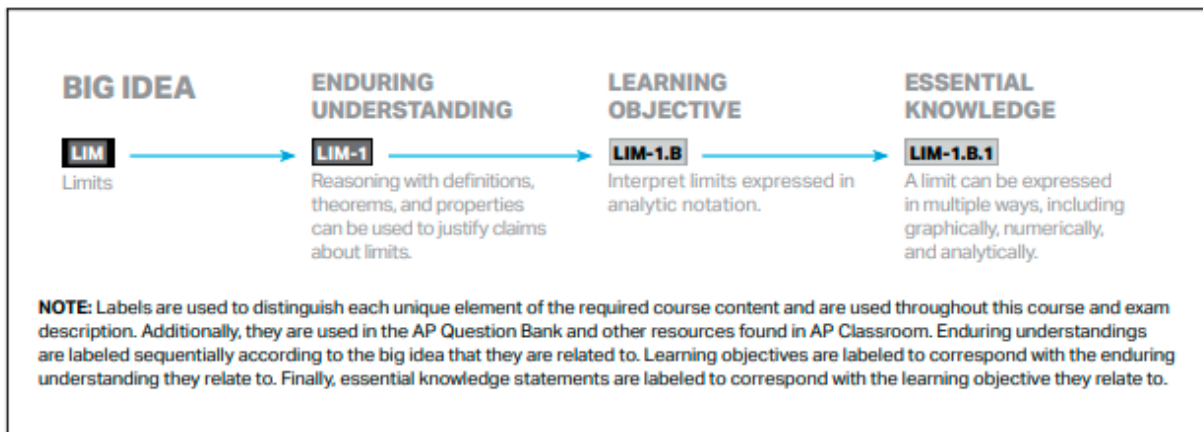 BIG IDEA
LIM
Limits
ENDURING
UNDERSTANDING
LIM-1
Reasoning with definitions,
theorems, and properties
can be used to justify claims
about limits.
LEARNING
OBJECTIVE
LIM-1.B
Interpret limits expressed in
analytic notation.
ESSENTIAL
KNOWLEDGE
LIM-1.B.1
A limit can be expressed
in multiple ways, including
graphically, numerically,
and analytically.
NOTE: Labels are used to distinguish each unique element of the required course content and are used throughout this course and exam
description. Additionally, they are used in the AP Question Bank and other resources found in AP Classroom. Enduring understandings
are labeled sequentially according to the big idea that they are related to. Learning objectives are labeled to correspond with the enduring
understanding they relate to. Finally, essential knowledge statements are labeled to correspond with the learning objective they relate to.